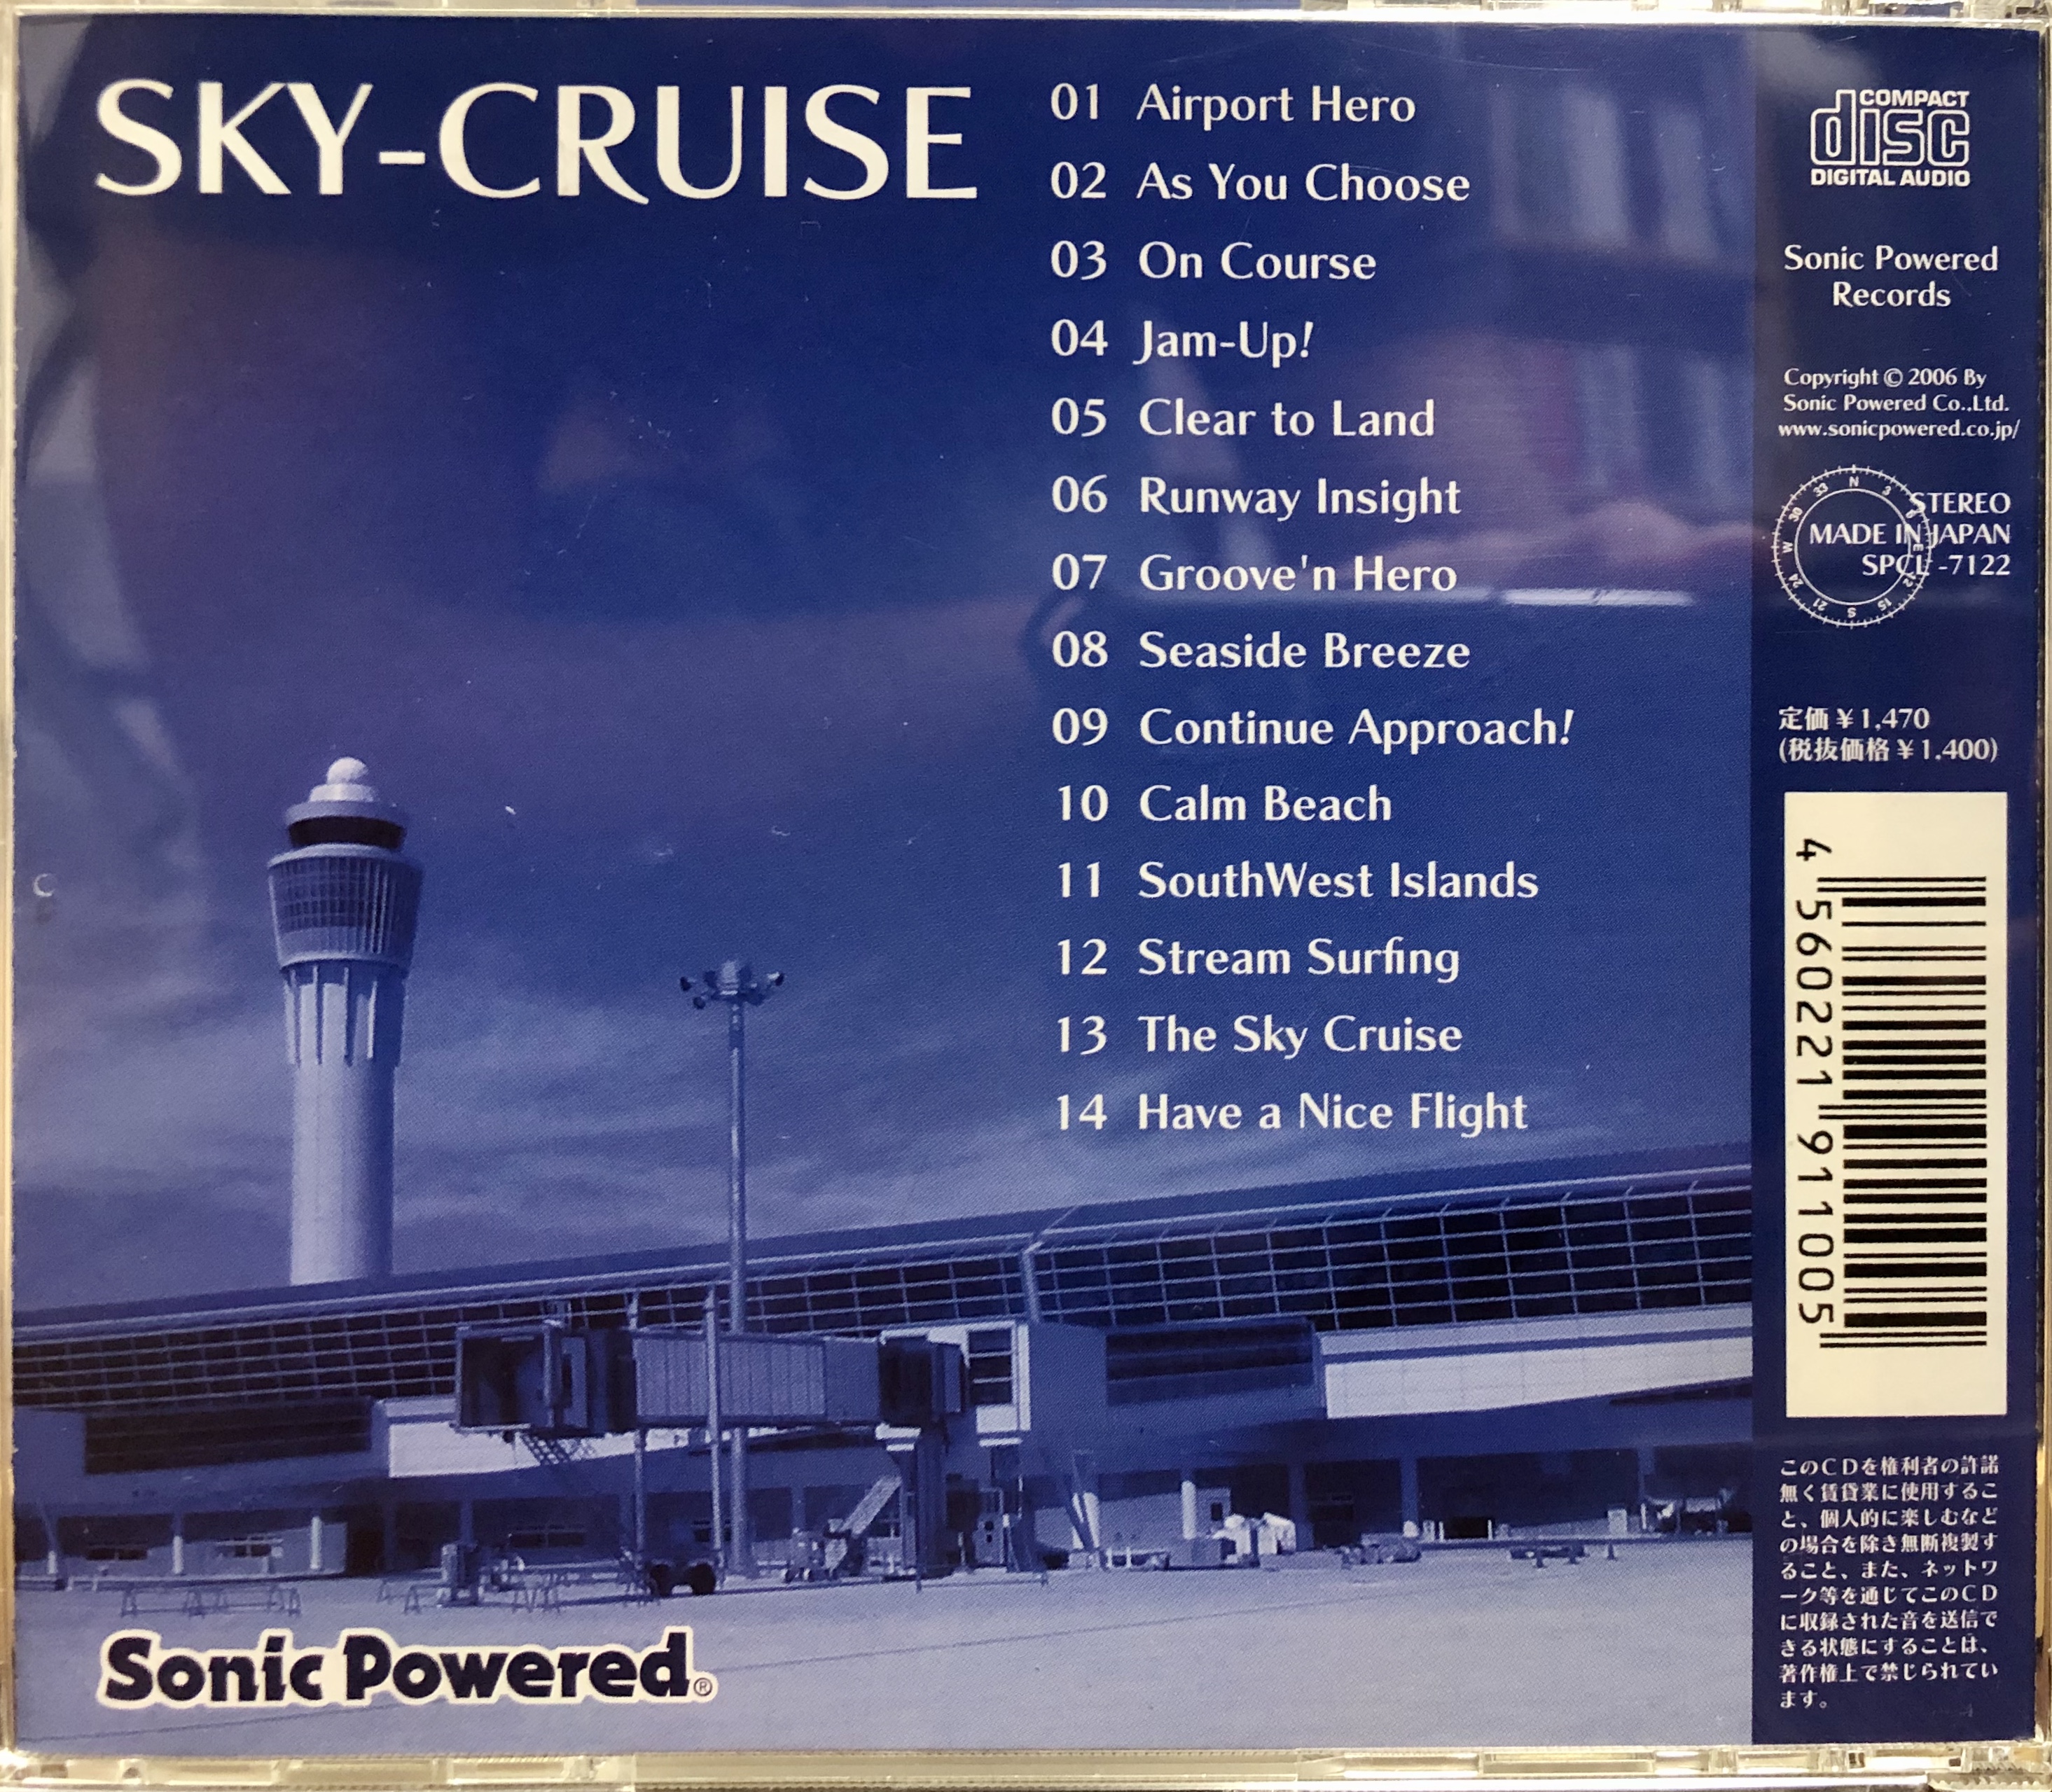 SKY-CRUISE
01 Airport Hero
02 As You Choose
03 On Course
04 Jam-Up!
05 Clear to Land
06 Runway Insight
07 Groove'n Hero
08 Seaside Breeze
09 Continue Approach!
10 Calm Beach
11 SouthWest Islands
12 Stream Surfing
13 The Sky Cruise
14 Have a Nice Flight
Sonic Powered®
COMPACT
disc
DIGITAL AUDIO
Sonic Powered
Records
Copyright © 2006 By
Sonic Powered Co.,Ltd.
www.sonicpowered.co.jp/
N 3 6 E 12 15 S 21 24 W 30 33
STEREO
MADE IN JAPAN
SPCL-7122
定価¥1,470
(税抜価格¥1,400)
4 560221 911005
このCDを権利者の許諾
無く賃貸業に使用するこ
と、個人的に楽しむなど
の場合を除き無断複製す
ること、また、ネットワ
ーク等を通じてこのCD
に収録された音を送信で
きる状態にすることは、
著作権上で禁じられてい
ます。